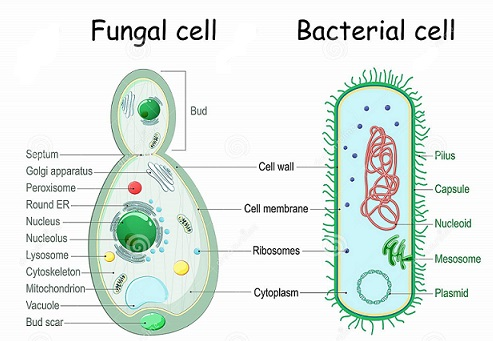 Fungal cell
Bacterial cell
Bud
Septum
Golgi apparatus
Peroxisome
Round ER
Nucleus
Nucleolus
Lysosome
Cytoskeleton
Mitochondrion
Vacuole
Bud scar
Cell wall
Cell membrane
Ribosomes
Cytoplasm
Pilus
Capsule
Nucleoid
Mesosome
Plasmid